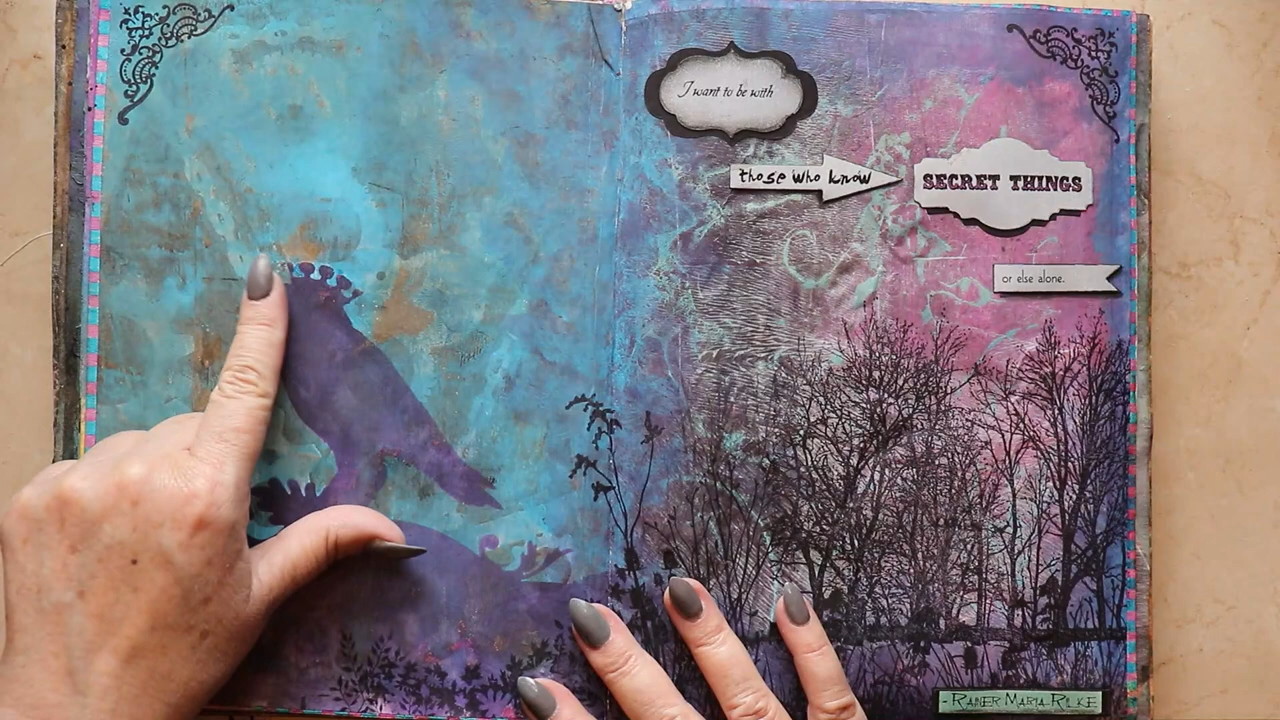 I want to be with
those who know
SECRET THINGS
or else alone.
- RAINER MARIA RILKE